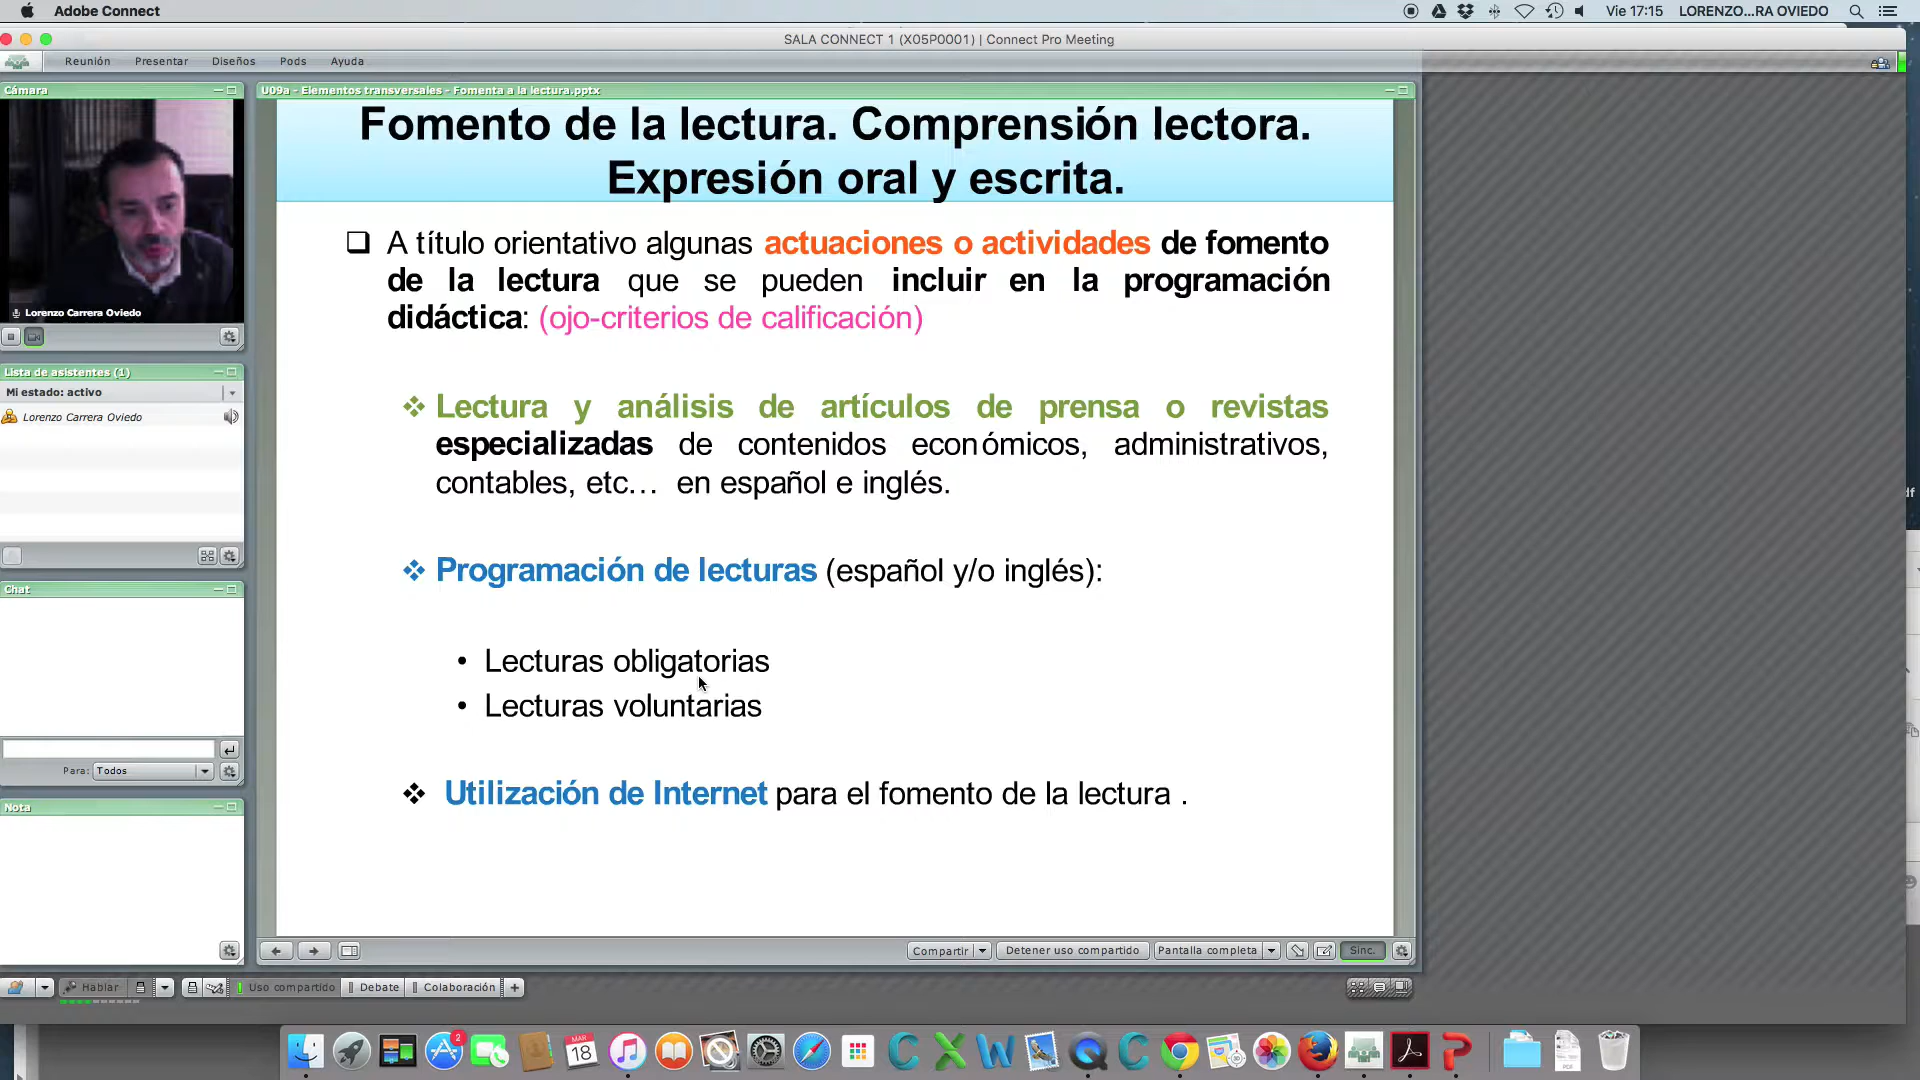 Adobe Connect
Vie 17:15 LORENZO...RA OVIEDO
SALA CONNECT 1 (X05P0001) | Connect Pro Meeting
Reunión Presentar Diseños Pods Ayuda
Cámara
Lorenzo Carrera Oviedo
Lista de asistentes (1)
Mi estado: activo
Lorenzo Carrera Oviedo
Chat
Para: Todos
Nota
U09a - Elementos transversales - Fomenta a la lectura.pptx
Fomento de la lectura. Comprensión lectora.
Expresión oral y escrita.
A título orientativo algunas actuaciones o actividades de fomento
de la lectura que se pueden incluir en la programación
didáctica: (ojo-criterios de calificación)
Lectura y análisis de artículos de prensa o revistas
especializadas de contenidos económicos, administrativos,
contables, etc… en español e inglés.
Programación de lecturas (español y/o inglés):
• Lecturas obligatorias
• Lecturas voluntarias
Utilización de Internet para el fomento de la lectura .
Compartir Detener uso compartido Pantalla completa Sinc.
Hablar Uso compartido Debate Colaboración +
df
2
MAR
18
PDF